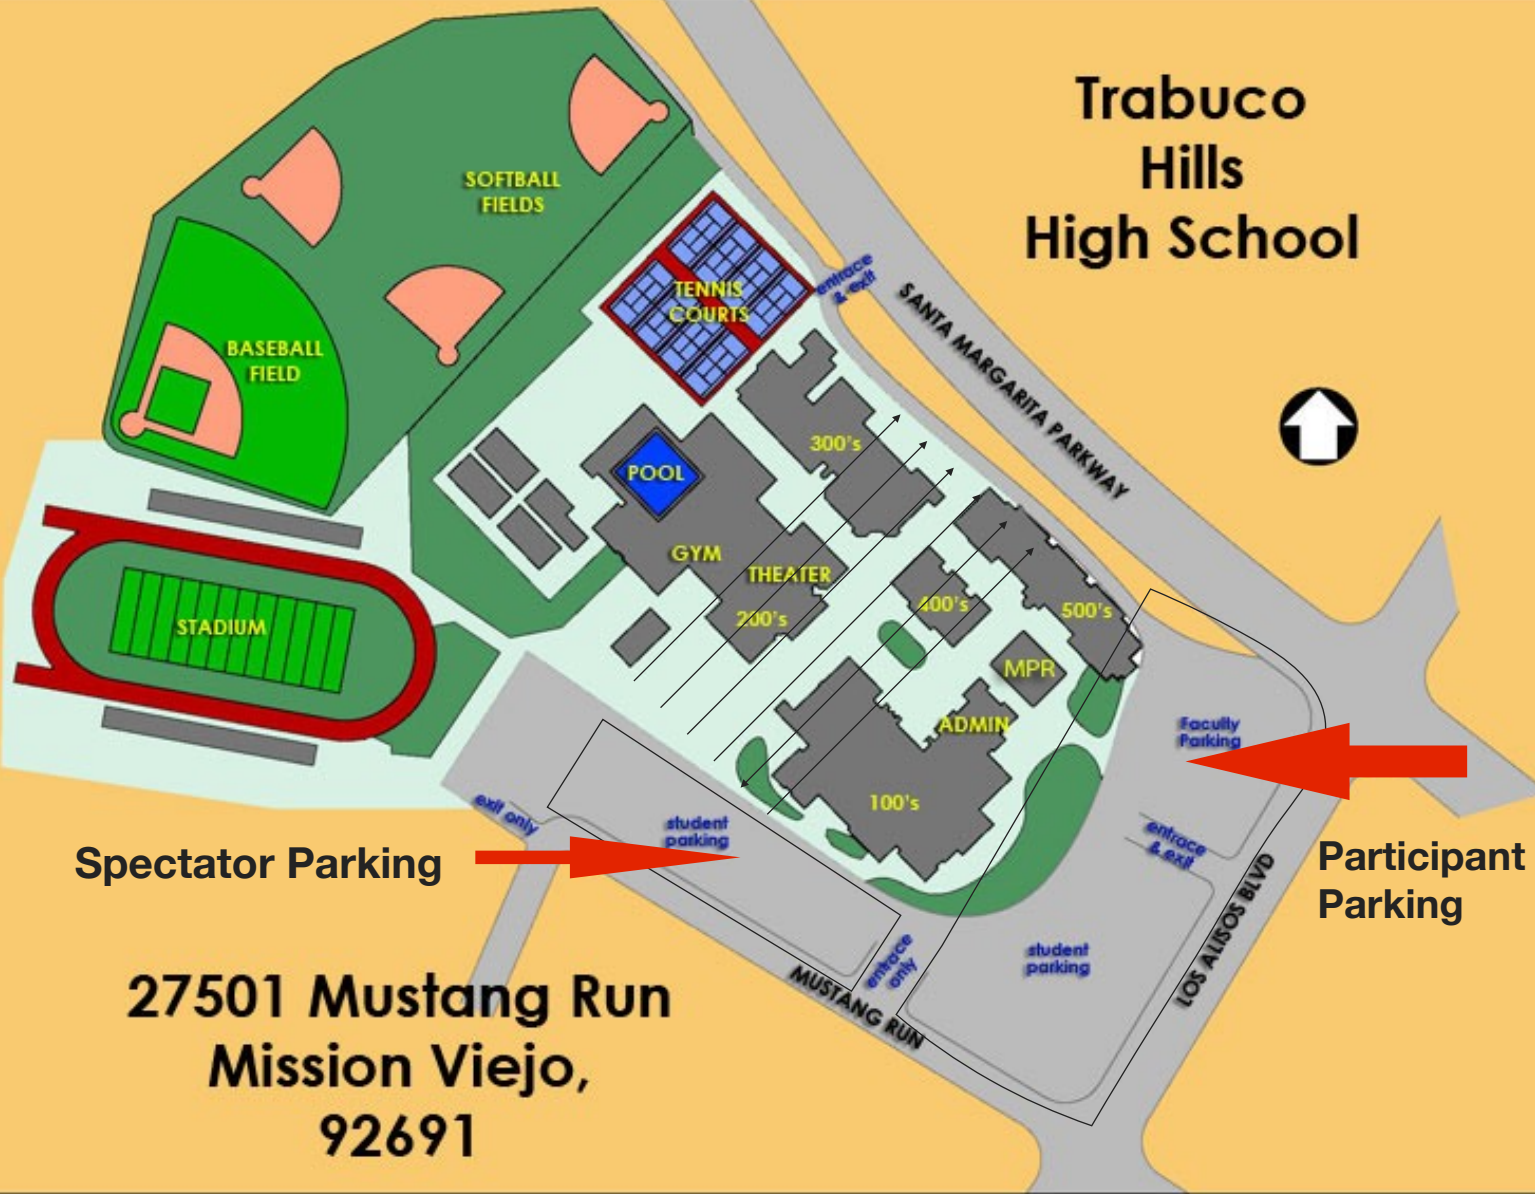 Trabuco
Hills
High School
SOFTBALL
FIELDS
TENNIS
COURTS
entrace
& exit
SANTA MARGARITA PARKWAY
BASEBALL
FIELD
300's
POOL
GYM
THEATER
200's
400's
500's
STADIUM
MPR
ADMIN
Faculty
Parking
100's
exit only
student
parking
entrace
& exit
Spectator Parking
Participant
Parking
LOS ALISOS BLVD
student
parking
entrace
only
MUSTANG RUN
27501 Mustang Run
Mission Viejo,
92691